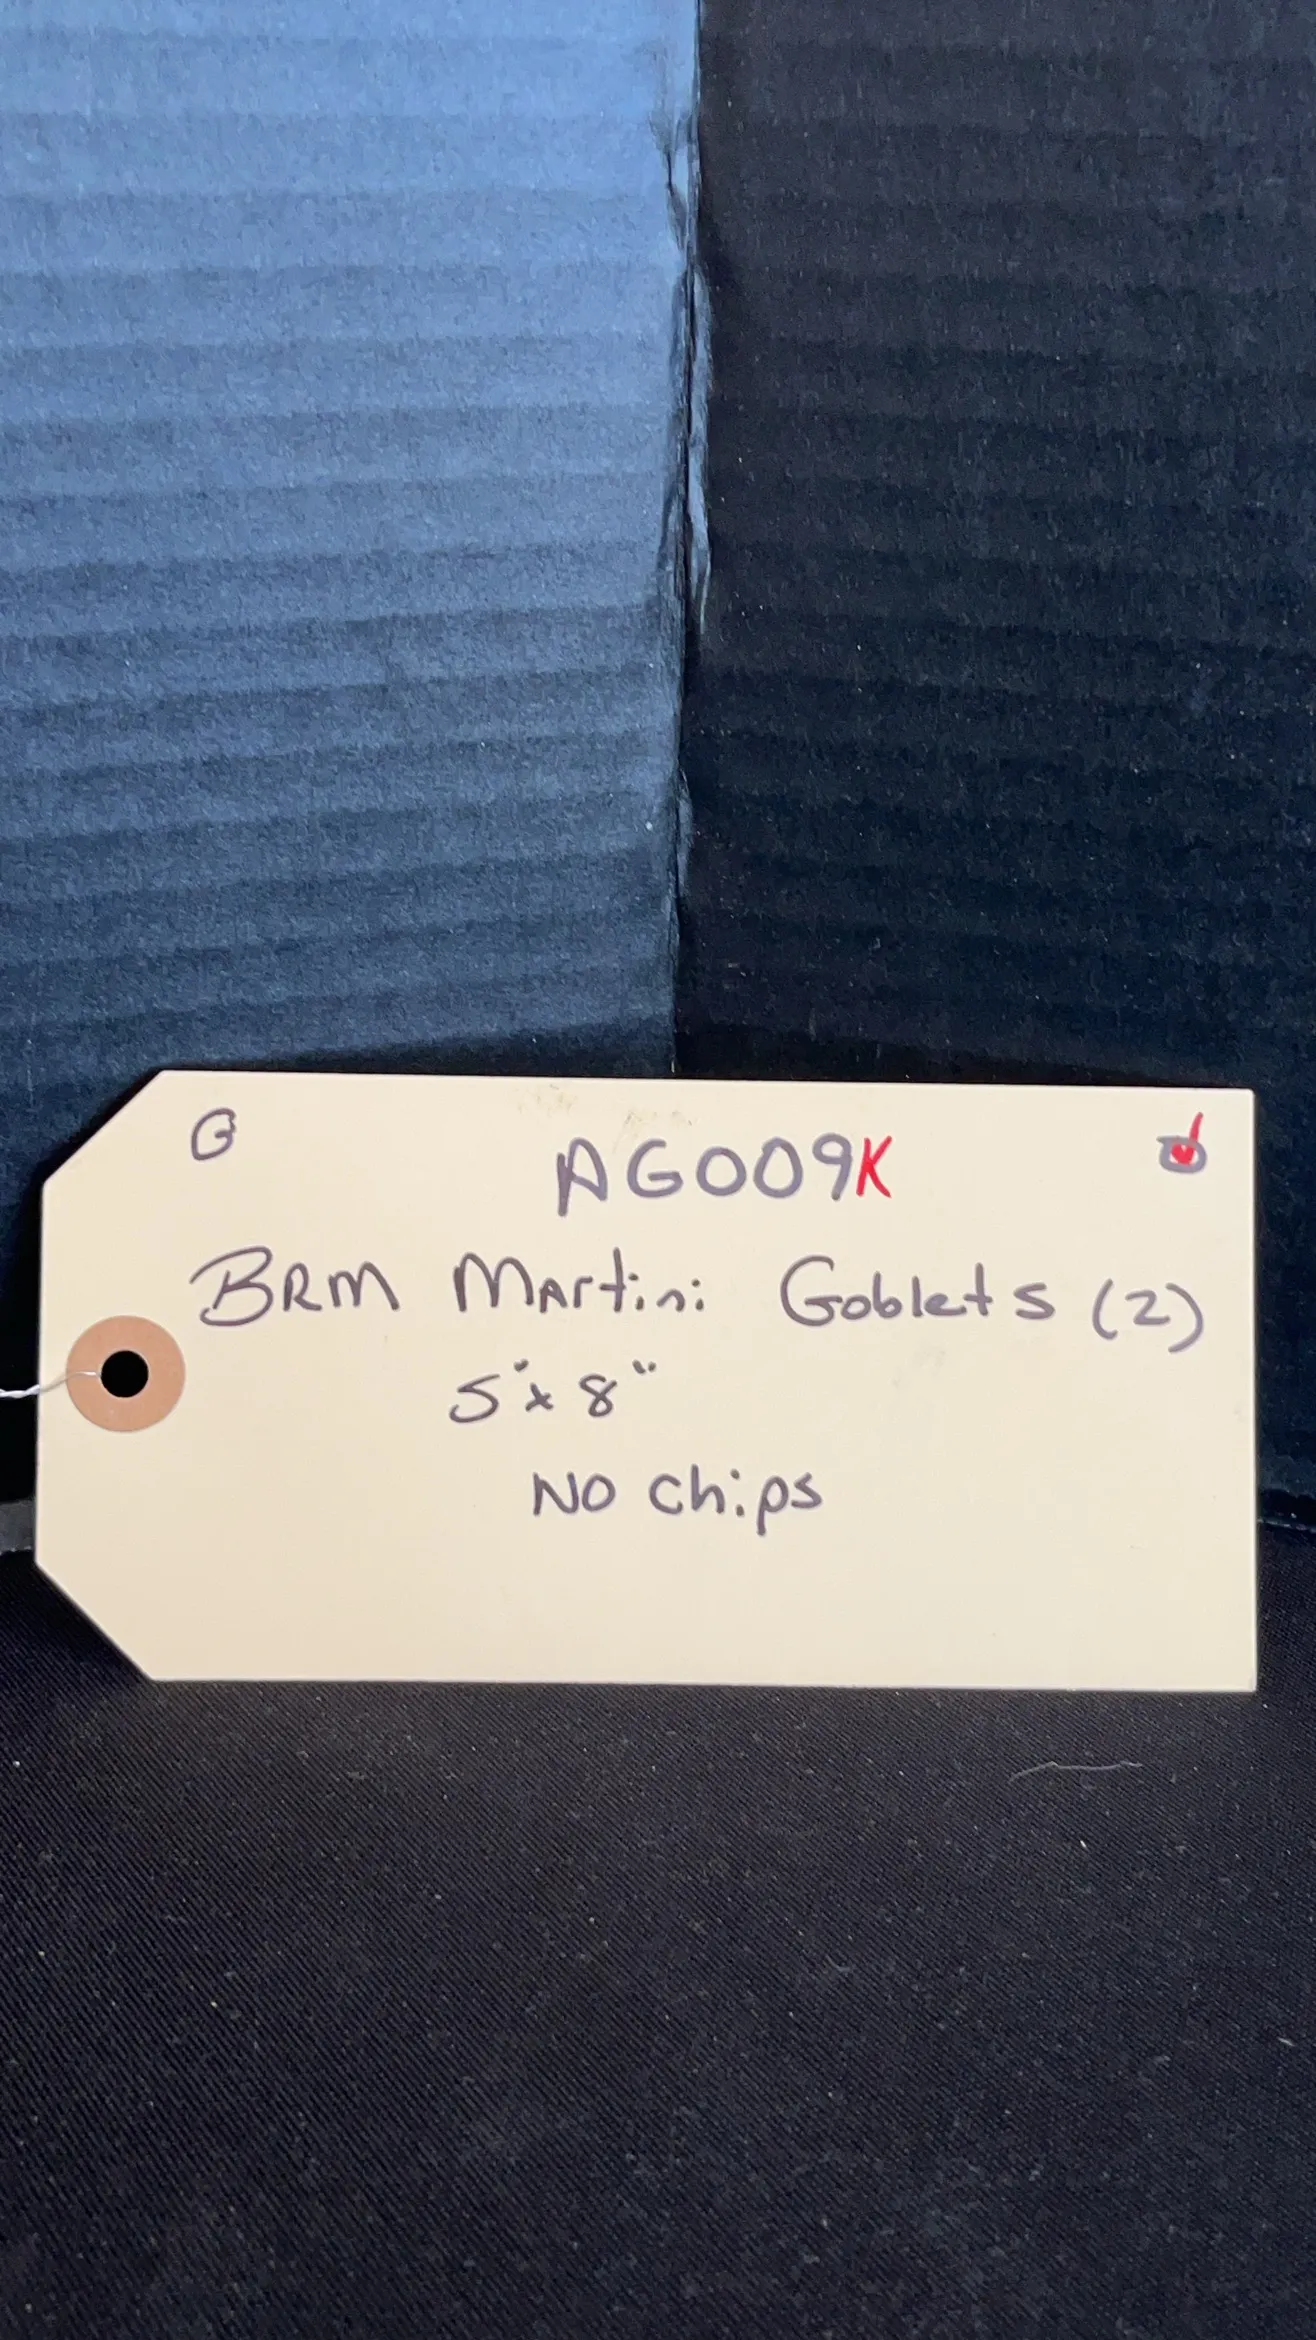 G
AG009K
BRM Martini Goblets (2)
5" x 8"
NO chips